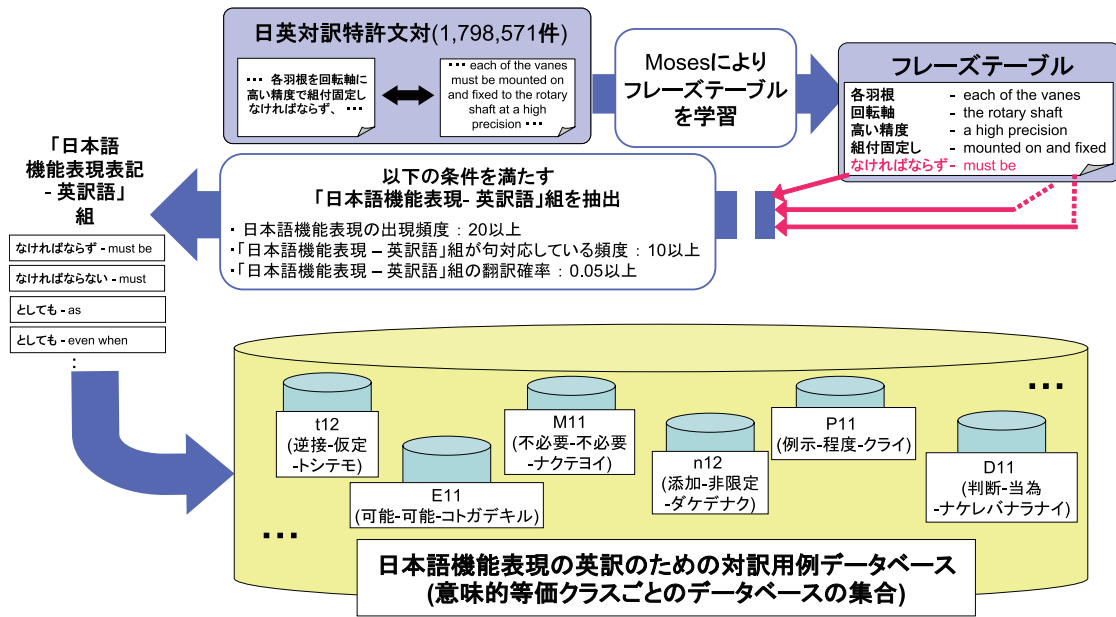 日英対訳特許文対(1,798,571件)
… 各羽根を回転軸に
高い精度で組付固定し
なければならず、 …
… each of the vanes
must be mounted on
and fixed to the rotary
shaft at a high
precision …
Mosesにより
フレーズテーブル
を学習
フレーズテーブル
各羽根 - each of the vanes
回転軸 - the rotary shaft
高い精度 - a high precision
組付固定し - mounted on and fixed
なければならず - must be
以下の条件を満たす
「日本語機能表現- 英訳語」組を抽出
・ 日本語機能表現の出現頻度 : 20以上
・「日本語機能表現 – 英訳語」組が句対応している頻度 : 10以上
・「日本語機能表現 – 英訳語」組の翻訳確率 : 0.05以上
「日本語
機能表現表記
- 英訳語」
組
なければならず - must be
なければならない - must
としても - as
としても - even when
⋮
t12
(逆接-仮定
-トシテモ)
E11
(可能-可能-コトガデキル)
M11
(不必要-不必要
-ナクテヨイ)
n12
(添加-非限定
-ダケデナク)
P11
(例示-程度-クライ)
D11
(判断-当為
-ナケレバナラナイ)
…
…
日本語機能表現の英訳のための対訳用例データベース
(意味的等価クラスごとのデータベースの集合)